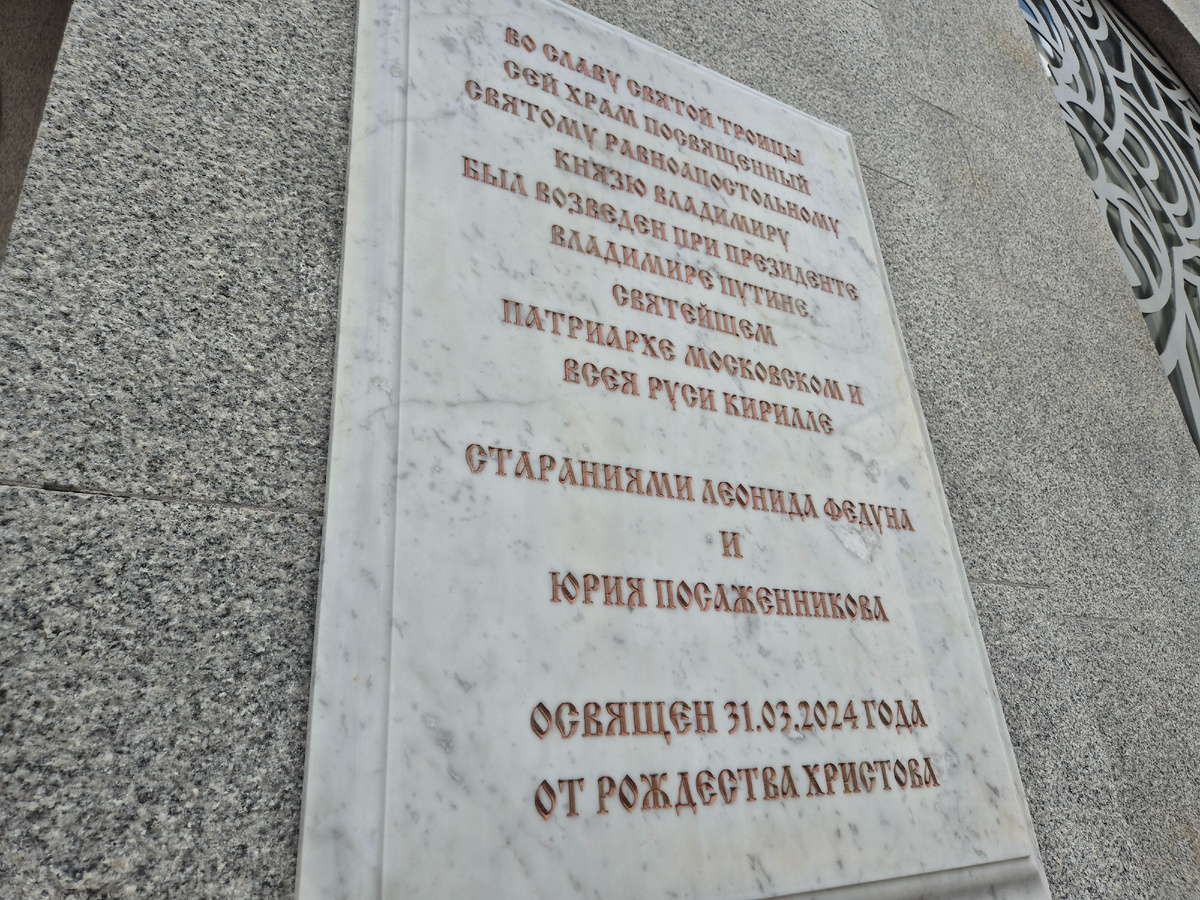 ВО СЛАВУ СВЯТОЙ ТРОИЦЫ
СЕЙ ХРАМ ПОСВЯЩЕННЫЙ
СВЯТОМУ РАВНОАПОСТОЛЬНОМУ
КНЯЗЮ ВЛАДИМИРУ
БЫЛ ВОЗВЕДЕН ПРИ ПРЕЗИДЕНТЕ
ВЛАДИМИРЕ ПУТИНЕ,
СВЯТЕЙШЕМ
ПАТРИАРХЕ МОСКОВСКОМ И
ВСЕЯ РУСИ КИРИЛЛЕ
СТАРАНИЯМИ ЛЕОНИДА ФЕДУНА
И
ЮРИЯ ПОСАЖЕННИКОВА
ОСВЯЩЕН 31.03.2024 ГОДА
ОТ РОЖДЕСТВА ХРИСТОВА